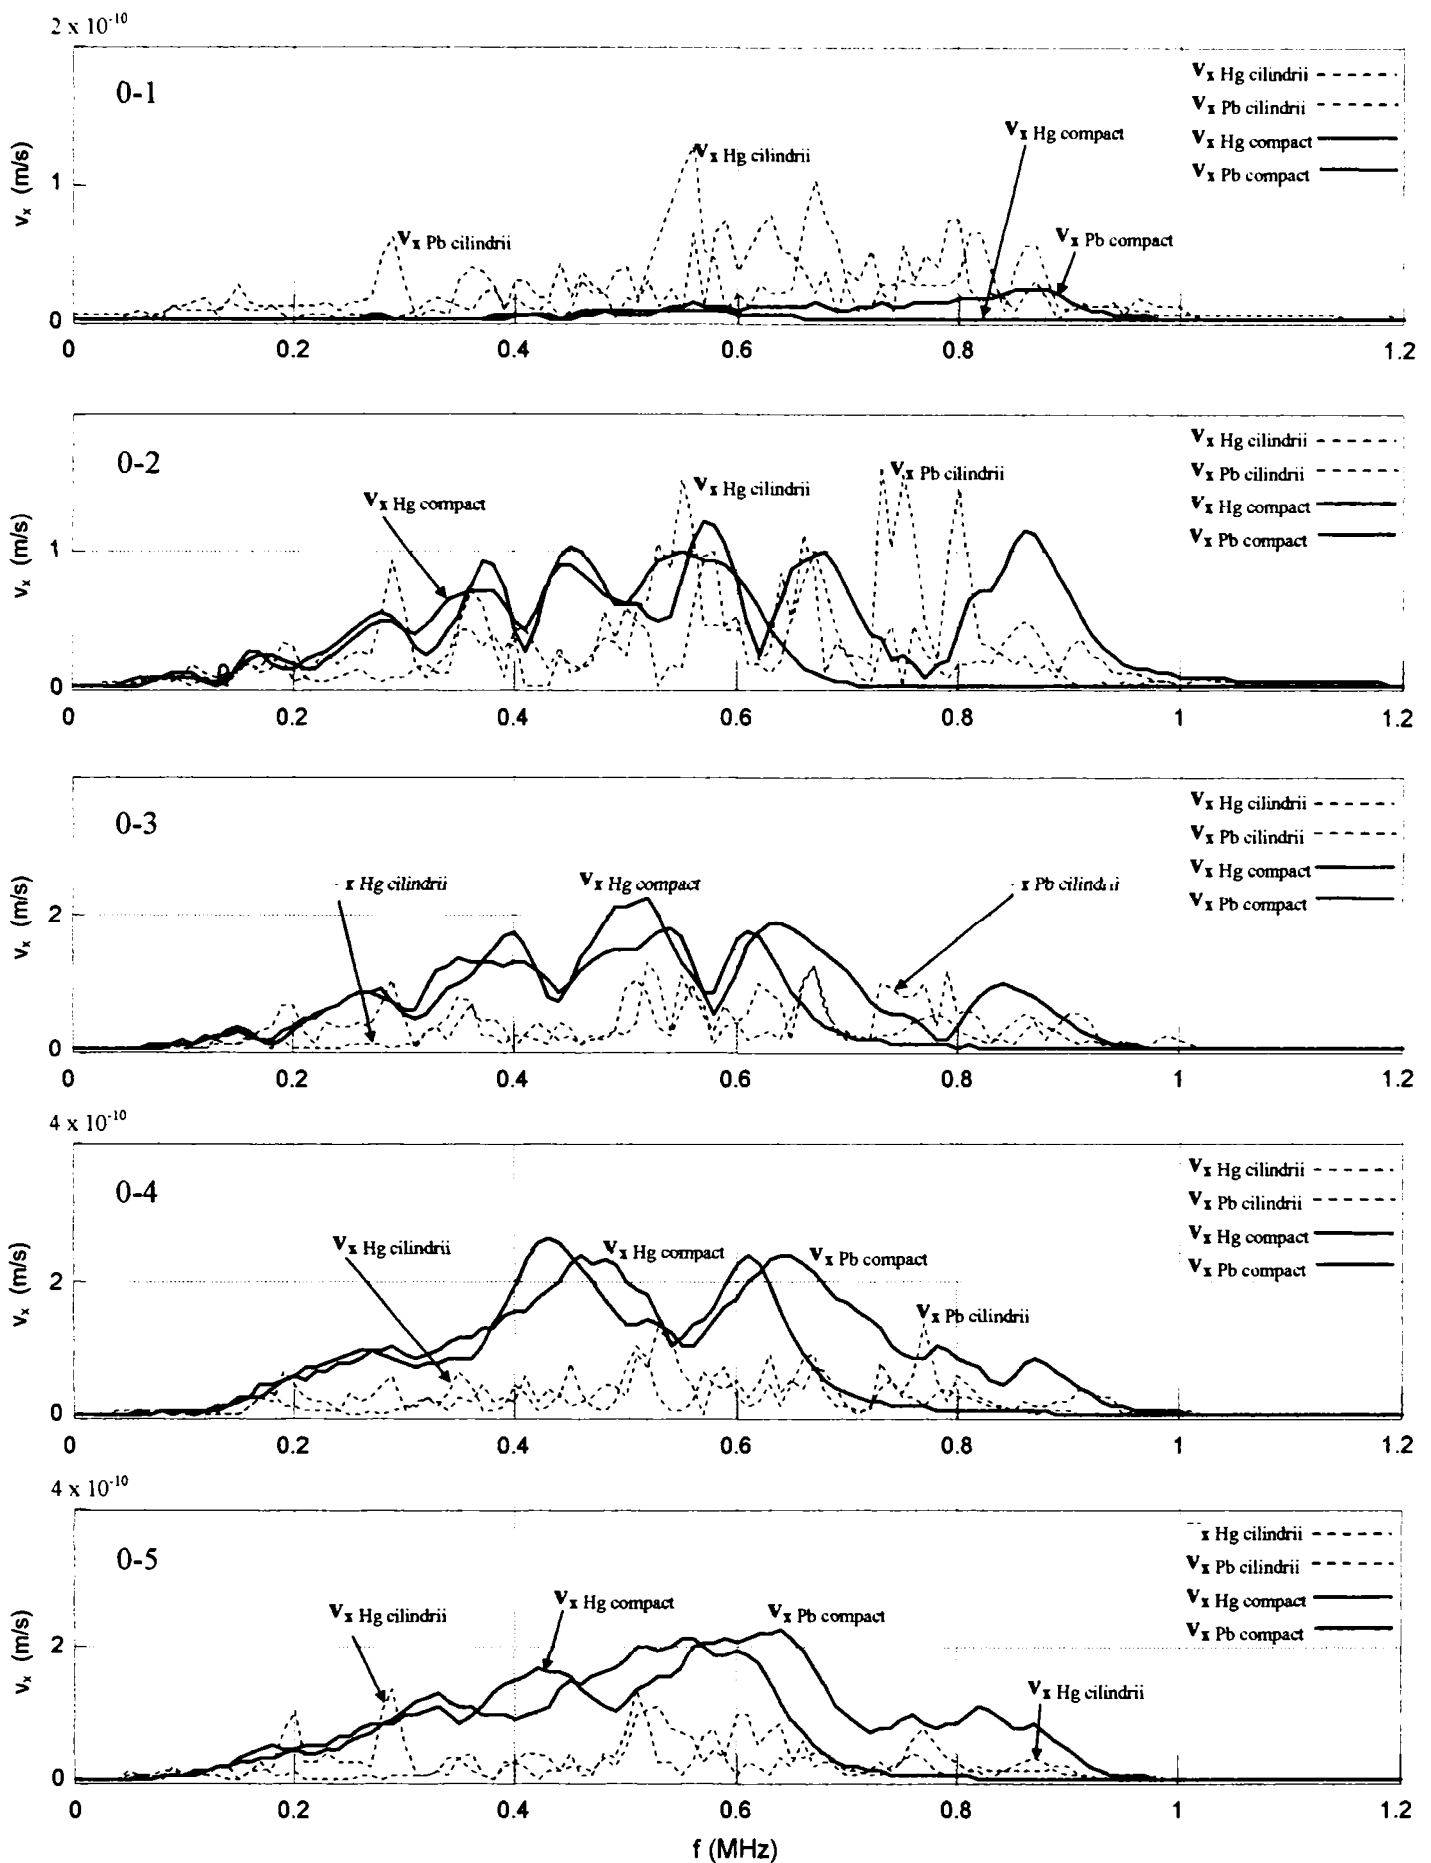 2 x 10⁻¹⁰
0-1
vₓ Hg cilindrii
vₓ Pb cilindrii
vₓ Hg compact
vₓ Pb compact
vₓ Hg compact
vₓ Hg cilindrii
vₓ Pb cilindrii
vₓ Pb compact
vₓ (m/s)
1
0
0 0.2 0.4 0.6 0.8 1 1.2
0-2
vₓ Hg cilindrii
vₓ Pb cilindrii
vₓ Hg compact
vₓ Pb compact
vₓ Hg compact
vₓ Hg cilindrii
vₓ Pb cilindrii
vₓ (m/s)
1
0
0 0.2 0.4 0.6 0.8 1 1.2
0-3
vₓ Hg cilindrii
vₓ Pb cilindrii
vₓ Hg compact
vₓ Pb compact
x Hg cilindrii
vₓ Hg compact
x Pb cilindrii
vₓ (m/s)
2
0
0 0.2 0.4 0.6 0.8 1 1.2
4 x 10⁻¹⁰
0-4
vₓ Hg cilindrii
vₓ Pb cilindrii
vₓ Hg compact
vₓ Pb compact
vₓ Hg cilindrii
vₓ Hg compact
vₓ Pb compact
vₓ Pb cilindrii
vₓ (m/s)
2
0
0 0.2 0.4 0.6 0.8 1 1.2
4 x 10⁻¹⁰
0-5
x Hg cilindrii
vₓ Pb cilindrii
vₓ Hg compact
vₓ Pb compact
vₓ Hg cilindrii
vₓ Hg compact
vₓ Pb compact
vₓ Hg cilindrii
vₓ (m/s)
2
0
0 0.2 0.4 0.6 0.8 1 1.2
f (MHz)